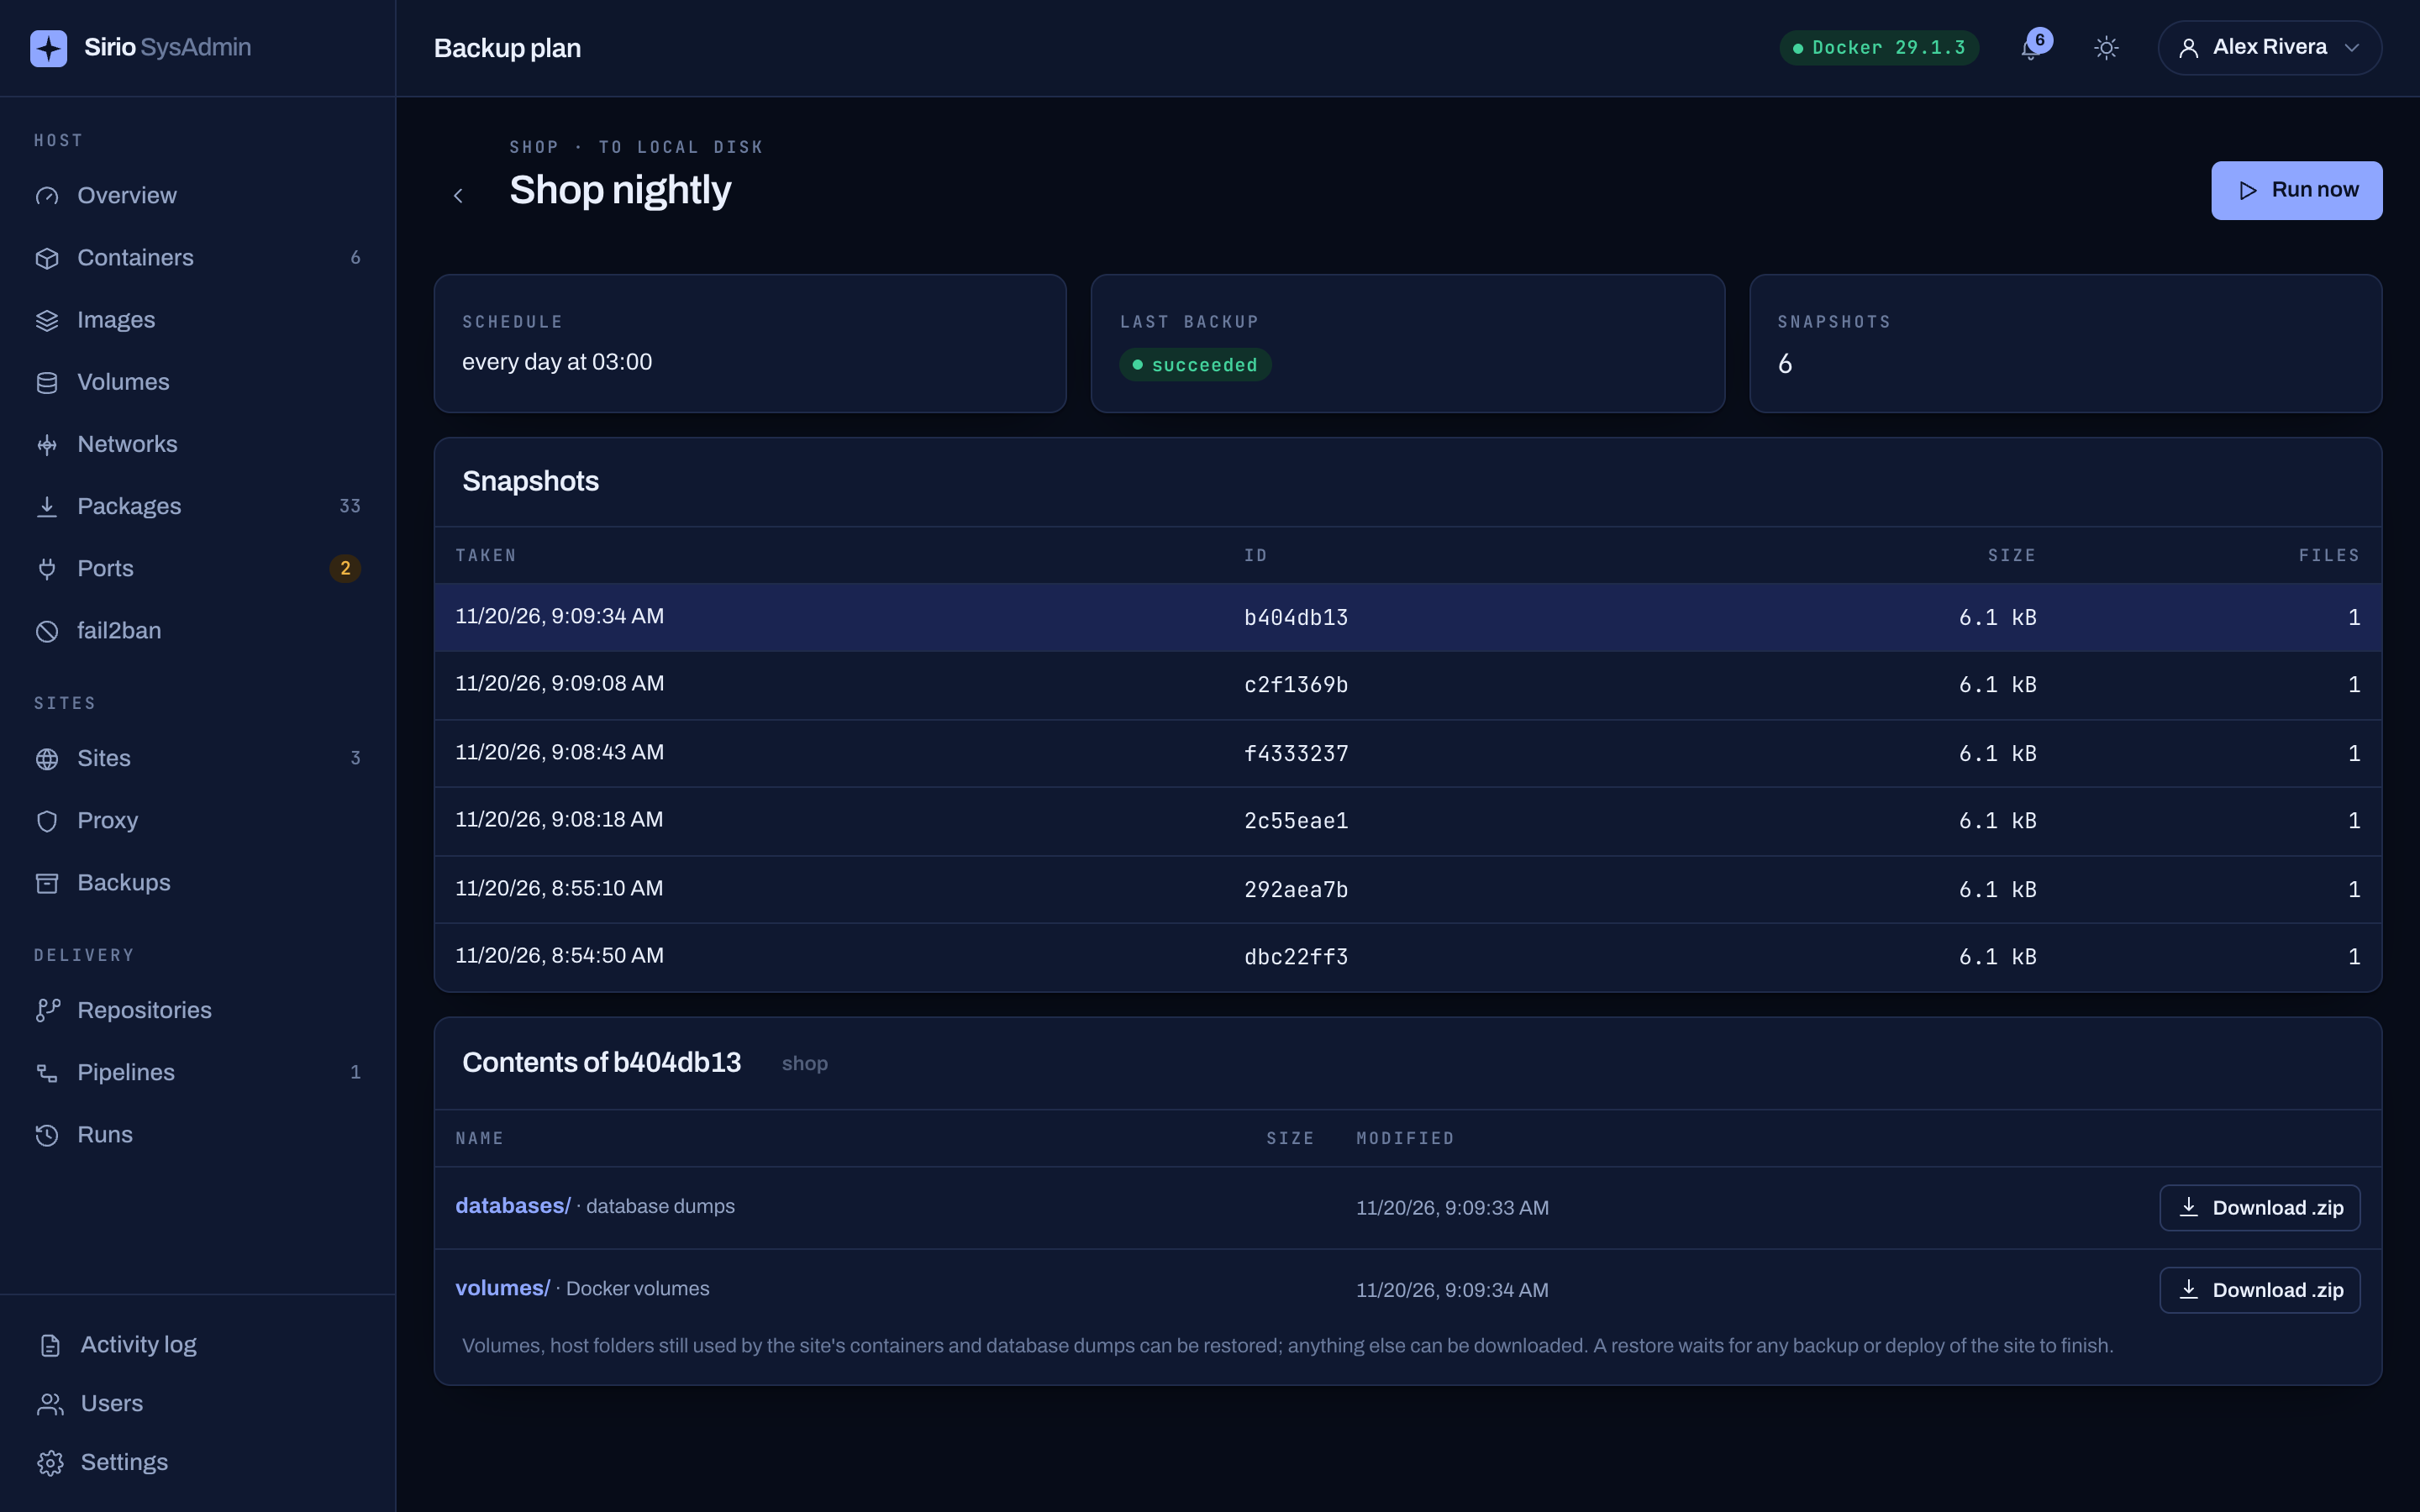 Sirio SysAdmin
Backup plan
Docker 29.1.3
6
Alex Rivera
HOST
Overview
Containers 6
Images
Volumes
Networks
Packages 33
Ports 2
fail2ban
SITES
Sites 3
Proxy
Backups
DELIVERY
Repositories
Pipelines 1
Runs
Activity log
Users
Settings
SHOP · TO LOCAL DISK
Shop nightly
Run now
SCHEDULE
every day at 03:00
LAST BACKUP
succeeded
SNAPSHOTS
6
Snapshots
TAKEN ID SIZE FILES
11/20/26, 9:09:34 AM b404db13 6.1 kB 1
11/20/26, 9:09:08 AM c2f1369b 6.1 kB 1
11/20/26, 9:08:43 AM f4333237 6.1 kB 1
11/20/26, 9:08:18 AM 2c55eae1 6.1 kB 1
11/20/26, 8:55:10 AM 292aea7b 6.1 kB 1
11/20/26, 8:54:50 AM dbc22ff3 6.1 kB 1
Contents of b404db13 shop
NAME SIZE MODIFIED
databases/ · database dumps 11/20/26, 9:09:33 AM Download .zip
volumes/ · Docker volumes 11/20/26, 9:09:34 AM Download .zip
Volumes, host folders still used by the site's containers and database dumps can be restored; anything else can be downloaded. A restore waits for any backup or deploy of the site to finish.